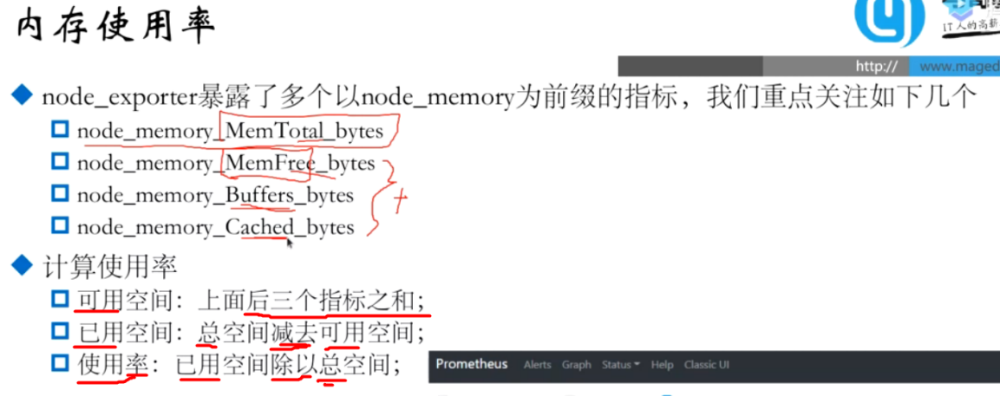 内存使用率
IT人的高薪
http:// www.maged
node_exporter暴露了多个以node_memory为前缀的指标，我们重点关注如下几个
node_memory_MemTotal_bytes
node_memory_MemFree_bytes
node_memory_Buffers_bytes
+
node_memory_Cached_bytes
计算使用率
可用空间：上面后三个指标之和；
已用空间：总空间减去可用空间；
使用率：已用空间除以总空间；
Prometheus Alerts Graph Status Help Classic UI